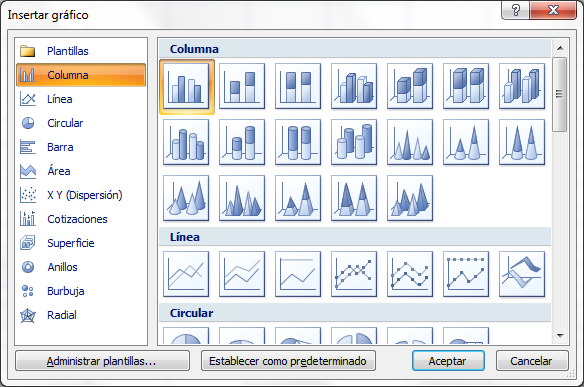 Insertar gráfico
Plantillas
Columna
Línea
Circular
Barra
Área
X Y (Dispersión)
Cotizaciones
Superficie
Anillos
Burbuja
Radial
Columna
Línea
Circular
Administrar plantillas...
Establecer como predeterminado
Aceptar
Cancelar